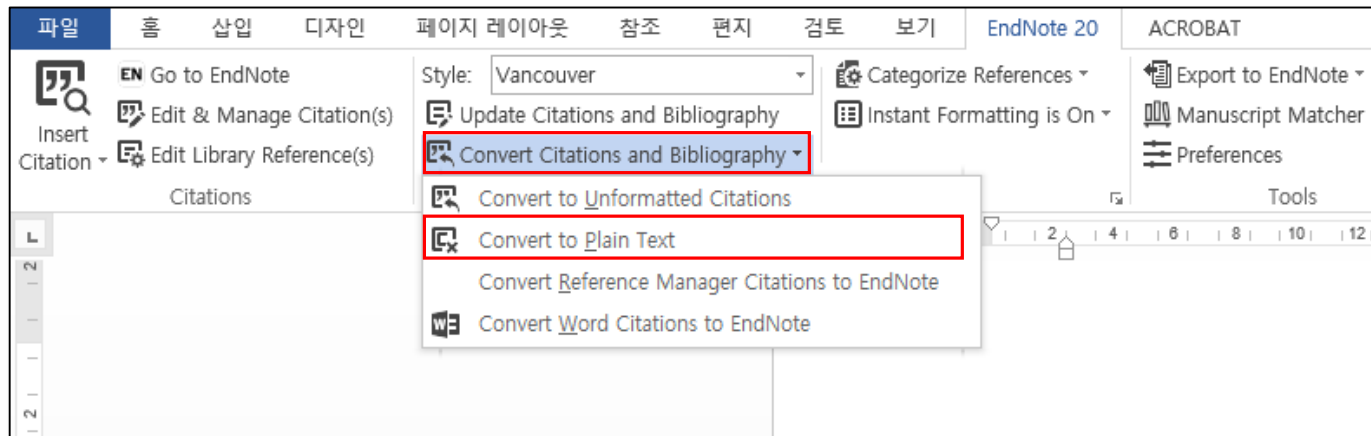 파일 홈 삽입 디자인 페이지 레이아웃 참조 편지 검토 보기 EndNote 20 ACROBAT
EN Go to EndNote
Edit & Manage Citation(s)
Edit Library Reference(s)
Insert
Citation
Citations
Style: Vancouver
Update Citations and Bibliography
Convert Citations and Bibliography
Convert to Unformatted Citations
Convert to Plain Text
Convert Reference Manager Citations to EndNote
Convert Word Citations to EndNote
Categorize References
Instant Formatting is On
Export to EndNote
Manuscript Matcher
Preferences
Tools
L
2 4 6 8 10 12
2
2